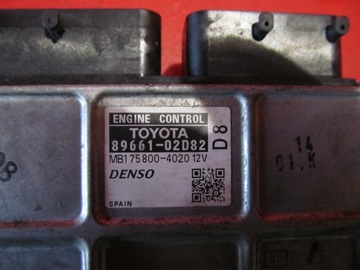 ENGINE CONTROL
TOYOTA
89661-02D82
D8
MB175800-4020 12V
DENSO
SPAIN
14
01.K